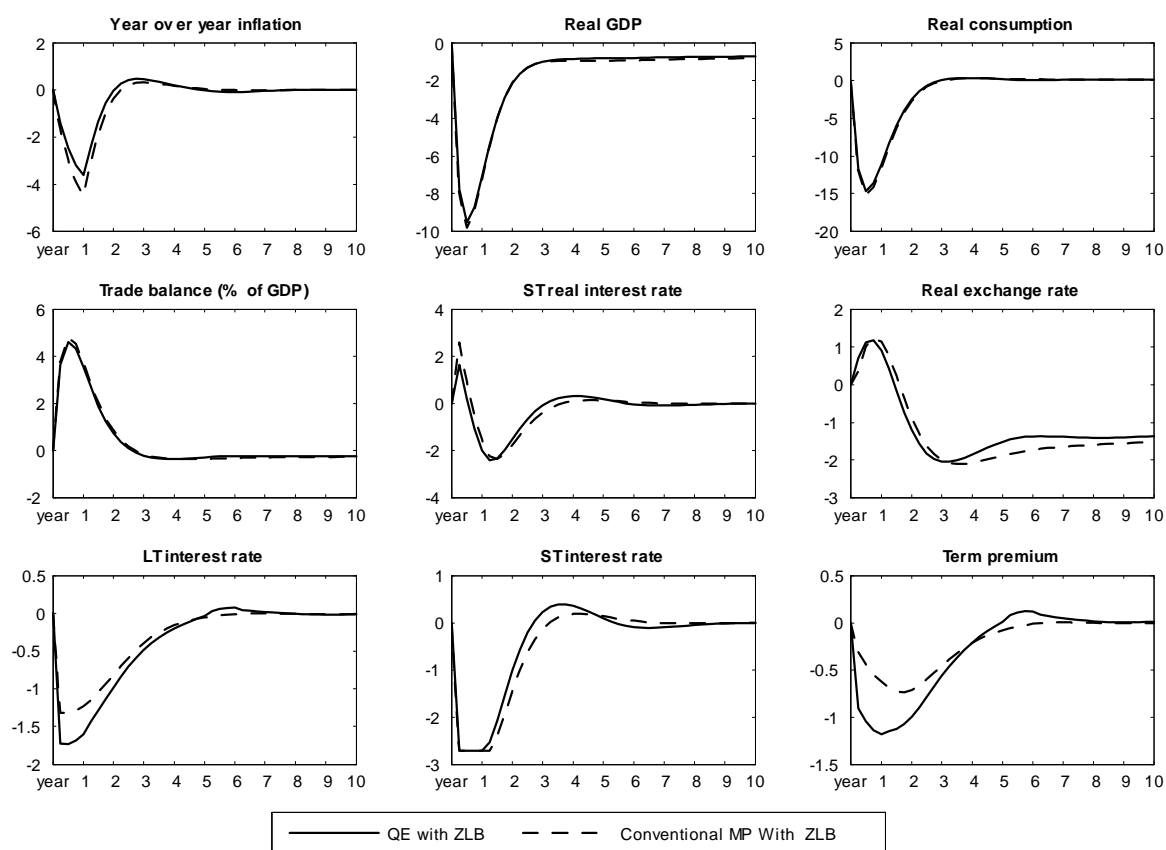 Year over year inflation
2
0
-2
-4
-6
year 1 2 3 4 5 6 7 8 9 10
Real GDP
0
-2
-4
-6
-8
-10
year 1 2 3 4 5 6 7 8 9 10
Real consumption
5
0
-5
-10
-15
-20
year 1 2 3 4 5 6 7 8 9 10
Trade balance (% of GDP)
6
4
2
0
-2
year 1 2 3 4 5 6 7 8 9 10
ST real interest rate
4
2
0
-2
-4
year 1 2 3 4 5 6 7 8 9 10
Real exchange rate
2
1
0
-1
-2
-3
year 1 2 3 4 5 6 7 8 9 10
LT interest rate
0.5
0
-0.5
-1
-1.5
-2
year 1 2 3 4 5 6 7 8 9 10
ST interest rate
1
0
-1
-2
-3
year 1 2 3 4 5 6 7 8 9 10
Term premium
0.5
0
-0.5
-1
-1.5
year 1 2 3 4 5 6 7 8 9 10
QE with ZLB Conventional MP With ZLB